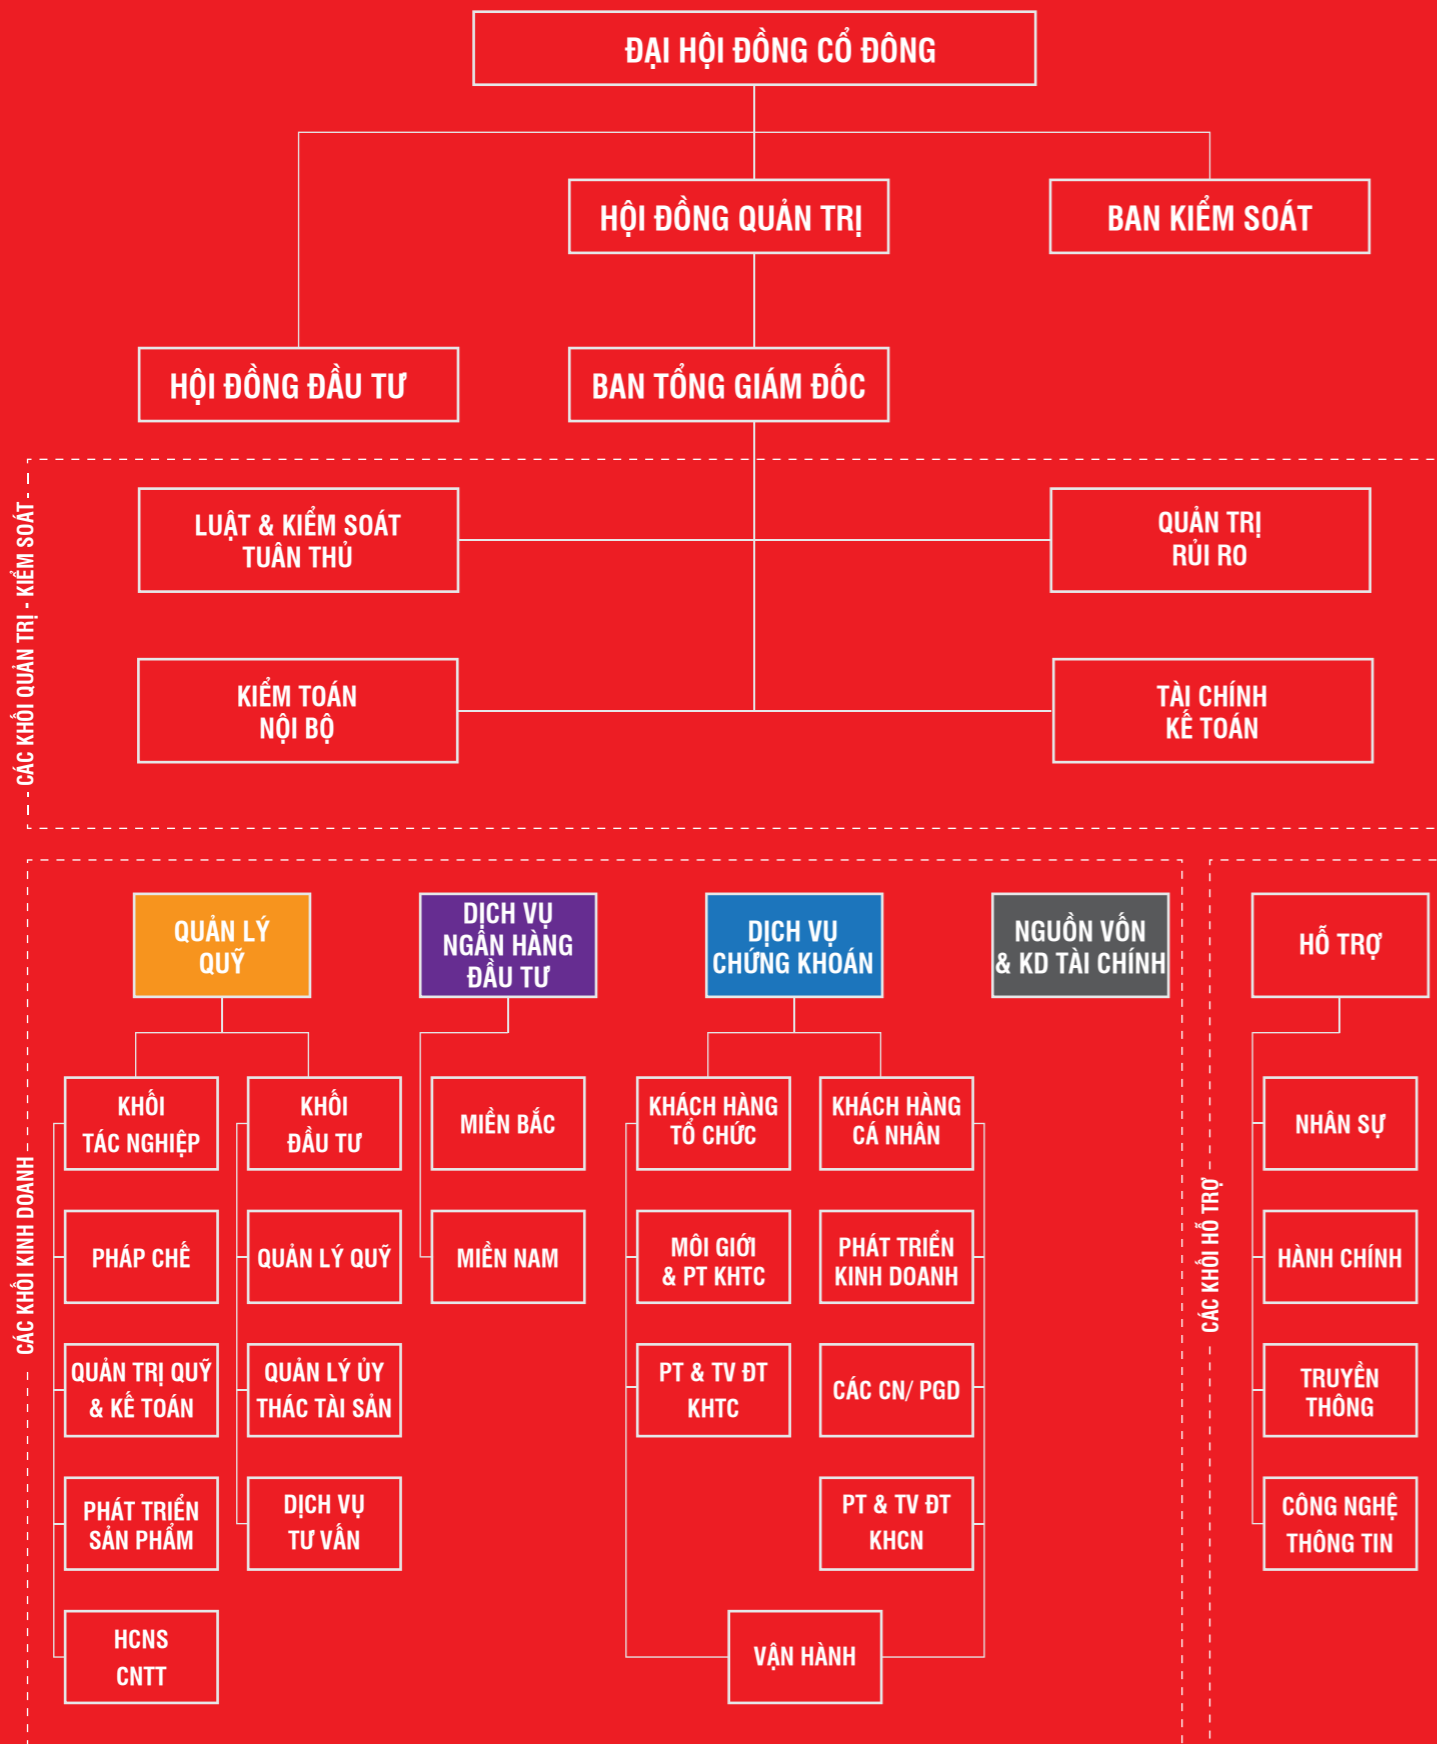 ĐẠI HỘI ĐỒNG CỔ ĐÔNG
HỘI ĐỒNG QUẢN TRỊ
BAN KIỂM SOÁT
HỘI ĐỒNG ĐẦU TƯ
BAN TỔNG GIÁM ĐỐC
CÁC KHỐI QUẢN TRỊ - KIỂM SOÁT
LUẬT & KIỂM SOÁT
TUÂN THỦ
QUẢN TRỊ
RỦI RO
KIỂM TOÁN
NỘI BỘ
TÀI CHÍNH
KẾ TOÁN
CÁC KHỐI KINH DOANH
QUẢN LÝ
QUỸ
DỊCH VỤ
NGÂN HÀNG
ĐẦU TƯ
DỊCH VỤ
CHỨNG KHOÁN
NGUỒN VỐN
& KD TÀI CHÍNH
KHỐI
TÁC NGHIỆP
KHỐI
ĐẦU TƯ
MIỀN BẮC
KHÁCH HÀNG
TỔ CHỨC
KHÁCH HÀNG
CÁ NHÂN
PHÁP CHẾ
QUẢN LÝ QUỸ
MIỀN NAM
MÔI GIỚI
& PT KHTC
PHÁT TRIỂN
KINH DOANH
QUẢN TRỊ QUỸ
& KẾ TOÁN
QUẢN LÝ ỦY
THÁC TÀI SẢN
PT & TV ĐT
KHTC
CÁC CN/ PGD
PHÁT TRIỂN
SẢN PHẨM
DỊCH VỤ
TƯ VẤN
PT & TV ĐT
KHCN
HCNS
CNTT
VẬN HÀNH
CÁC KHỐI HỖ TRỢ
HỖ TRỢ
NHÂN SỰ
HÀNH CHÍNH
TRUYỀN
THÔNG
CÔNG NGHỆ
THÔNG TIN